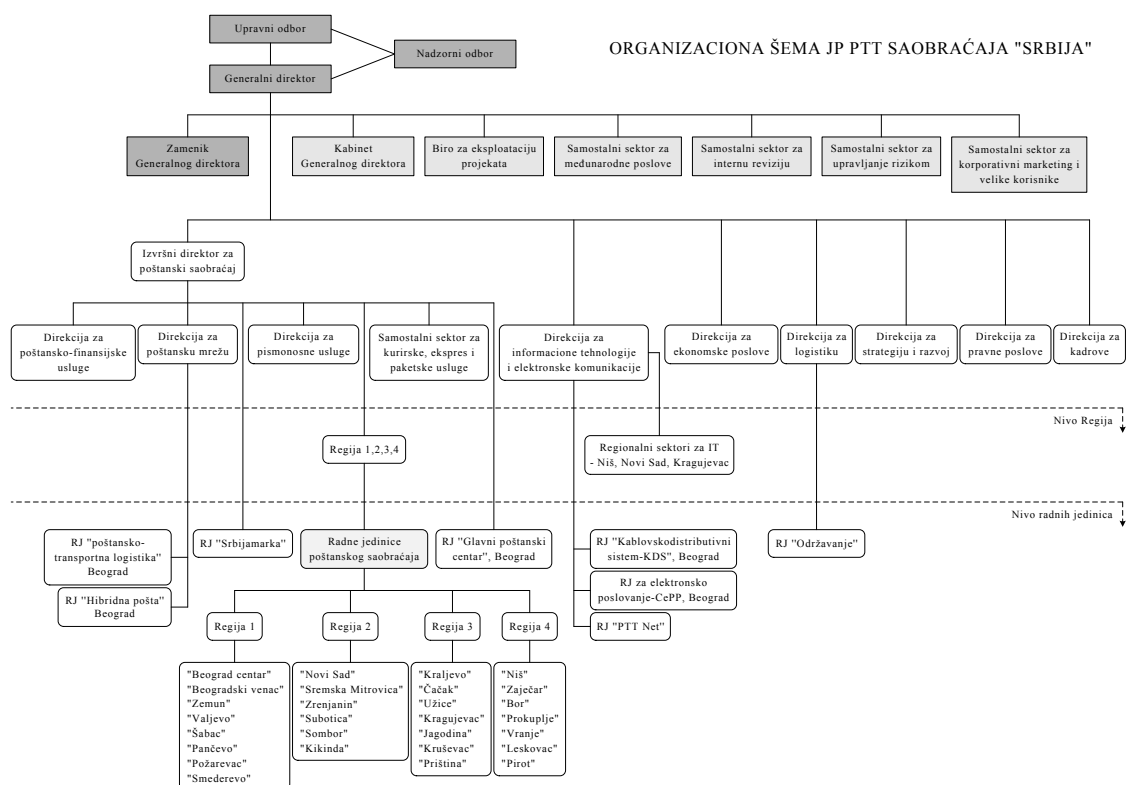 Upravni odbor
Nadzorni odbor
Generalni direktor
ORGANIZACIONA ŠEMA JP PTT SAOBRAĆAJA "SRBIJA"
Zamenik
Generalnog direktora
Kabinet
Generalnog direktora
Biro za eksploataciju
projekata
Samostalni sektor za
međunarodne poslove
Samostalni sektor za
internu reviziju
Samostalni sektor za
upravljanje rizikom
Samostalni sektor za
korporativni marketing i
velike korisnike
Izvršni direktor za
poštanski saobraćaj
Direkcija za
poštansko-finansijske
usluge
Direkcija za
poštansku mrežu
Direkcija za
pismonosne usluge
Samostalni sektor za
kurirske, ekspres i
paketske usluge
Direkcija za
informacione tehnologije
i elektronske komunikacije
Direkcija za
ekonomske poslove
Direkcija za
logistiku
Direkcija za
strategiju i razvoj
Direkcija za
pravne poslove
Direkcija za
kadrove
Nivo Regija
Regija 1,2,3,4
Regionalni sektori za IT
- Niš, Novi Sad, Kragujevac
Nivo radnih jedinica
RJ "poštansko-
transportna logistika"
Beograd
RJ "Hibridna pošta"
Beograd
RJ "Srbijamarka"
Radne jedinice
poštanskog saobraćaja
RJ "Glavni poštanski
centar", Beograd
RJ "Kablovskodistributivni
sistem-KDS", Beograd
RJ za elektronsko
poslovanje-CePP, Beograd
RJ "PTT Net"
RJ "Održavanje"
Regija 1
"Beograd centar"
"Beogradski venac"
"Zemun"
"Valjevo"
"Šabac"
"Pančevo"
"Požarevac"
"Smederevo"
Regija 2
"Novi Sad"
"Sremska Mitrovica"
"Zrenjanin"
"Subotica"
"Sombor"
"Kikinda"
Regija 3
"Kraljevo"
"Čačak"
"Užice"
"Kragujevac"
"Jagodina"
"Kruševac"
"Priština"
Regija 4
"Niš"
"Zaječar"
"Bor"
"Prokuplje"
"Vranje"
"Leskovac"
"Pirot"